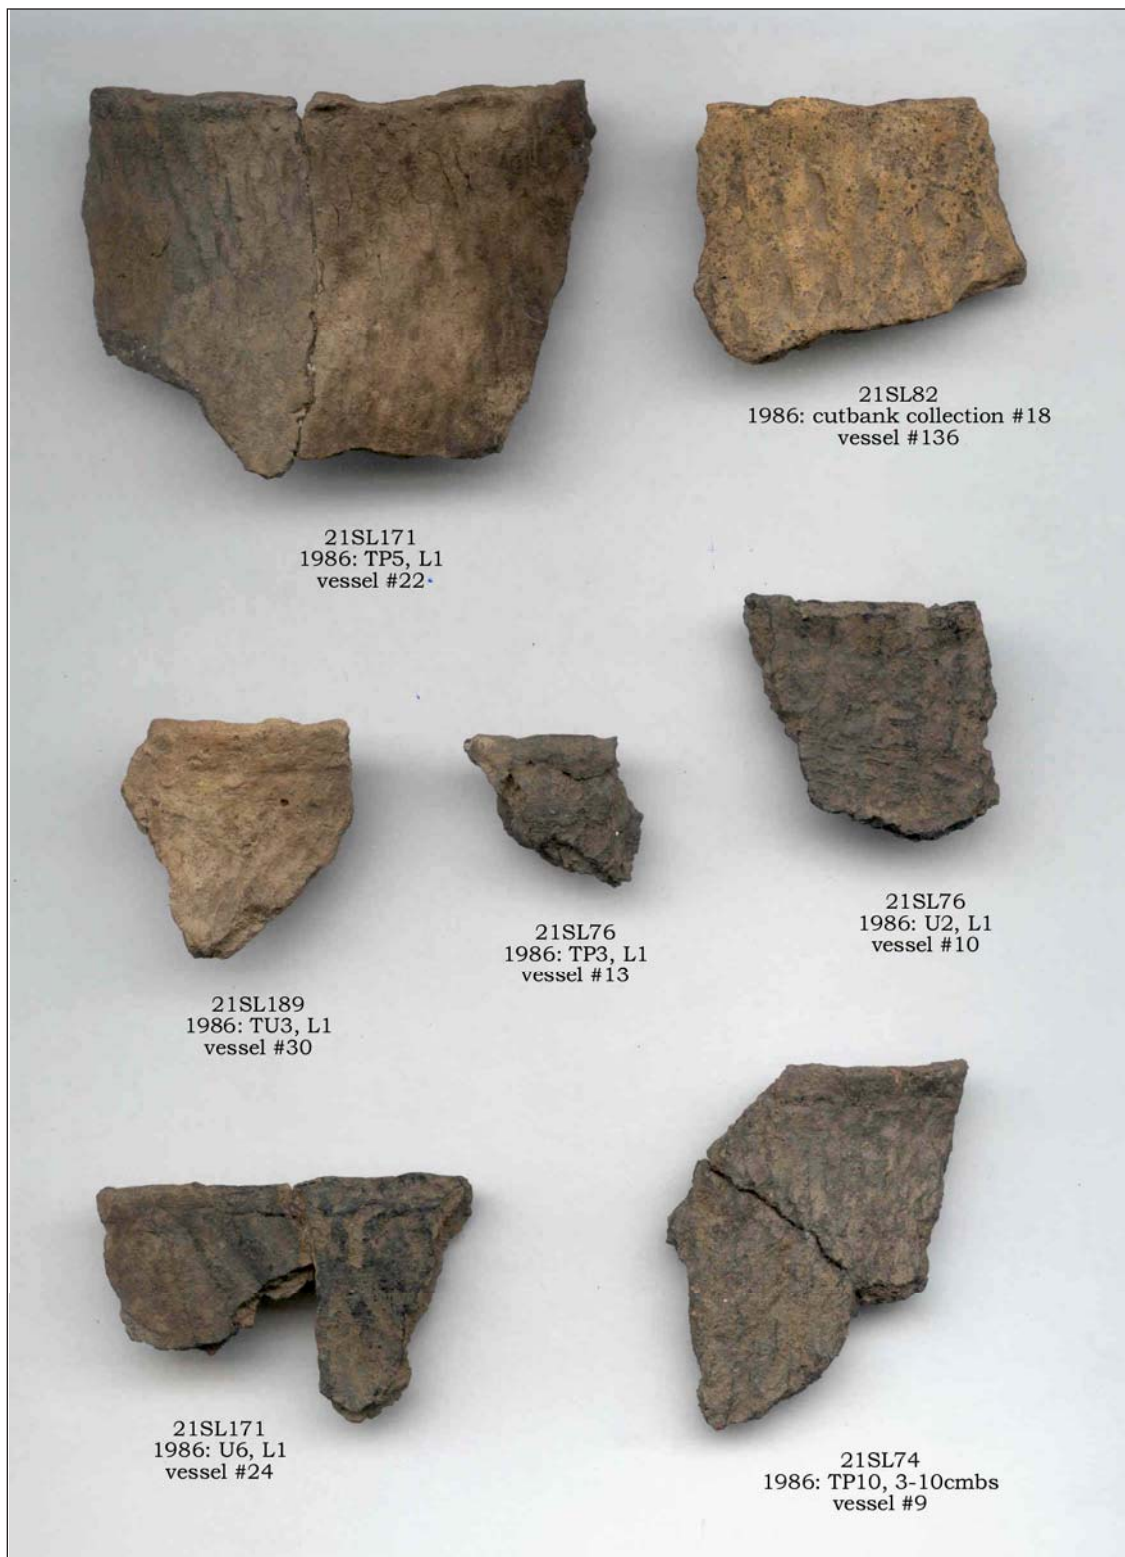 21SL82
1986: cutbank collection #18
vessel #136
21SL171
1986: TP5, L1
vessel #22
21SL76
1986: U2, L1
vessel #10
21SL76
1986: TP3, L1
vessel #13
21SL189
1986: TU3, L1
vessel #30
21SL171
1986: U6, L1
vessel #24
21SL74
1986: TP10, 3-10cmbs
vessel #9